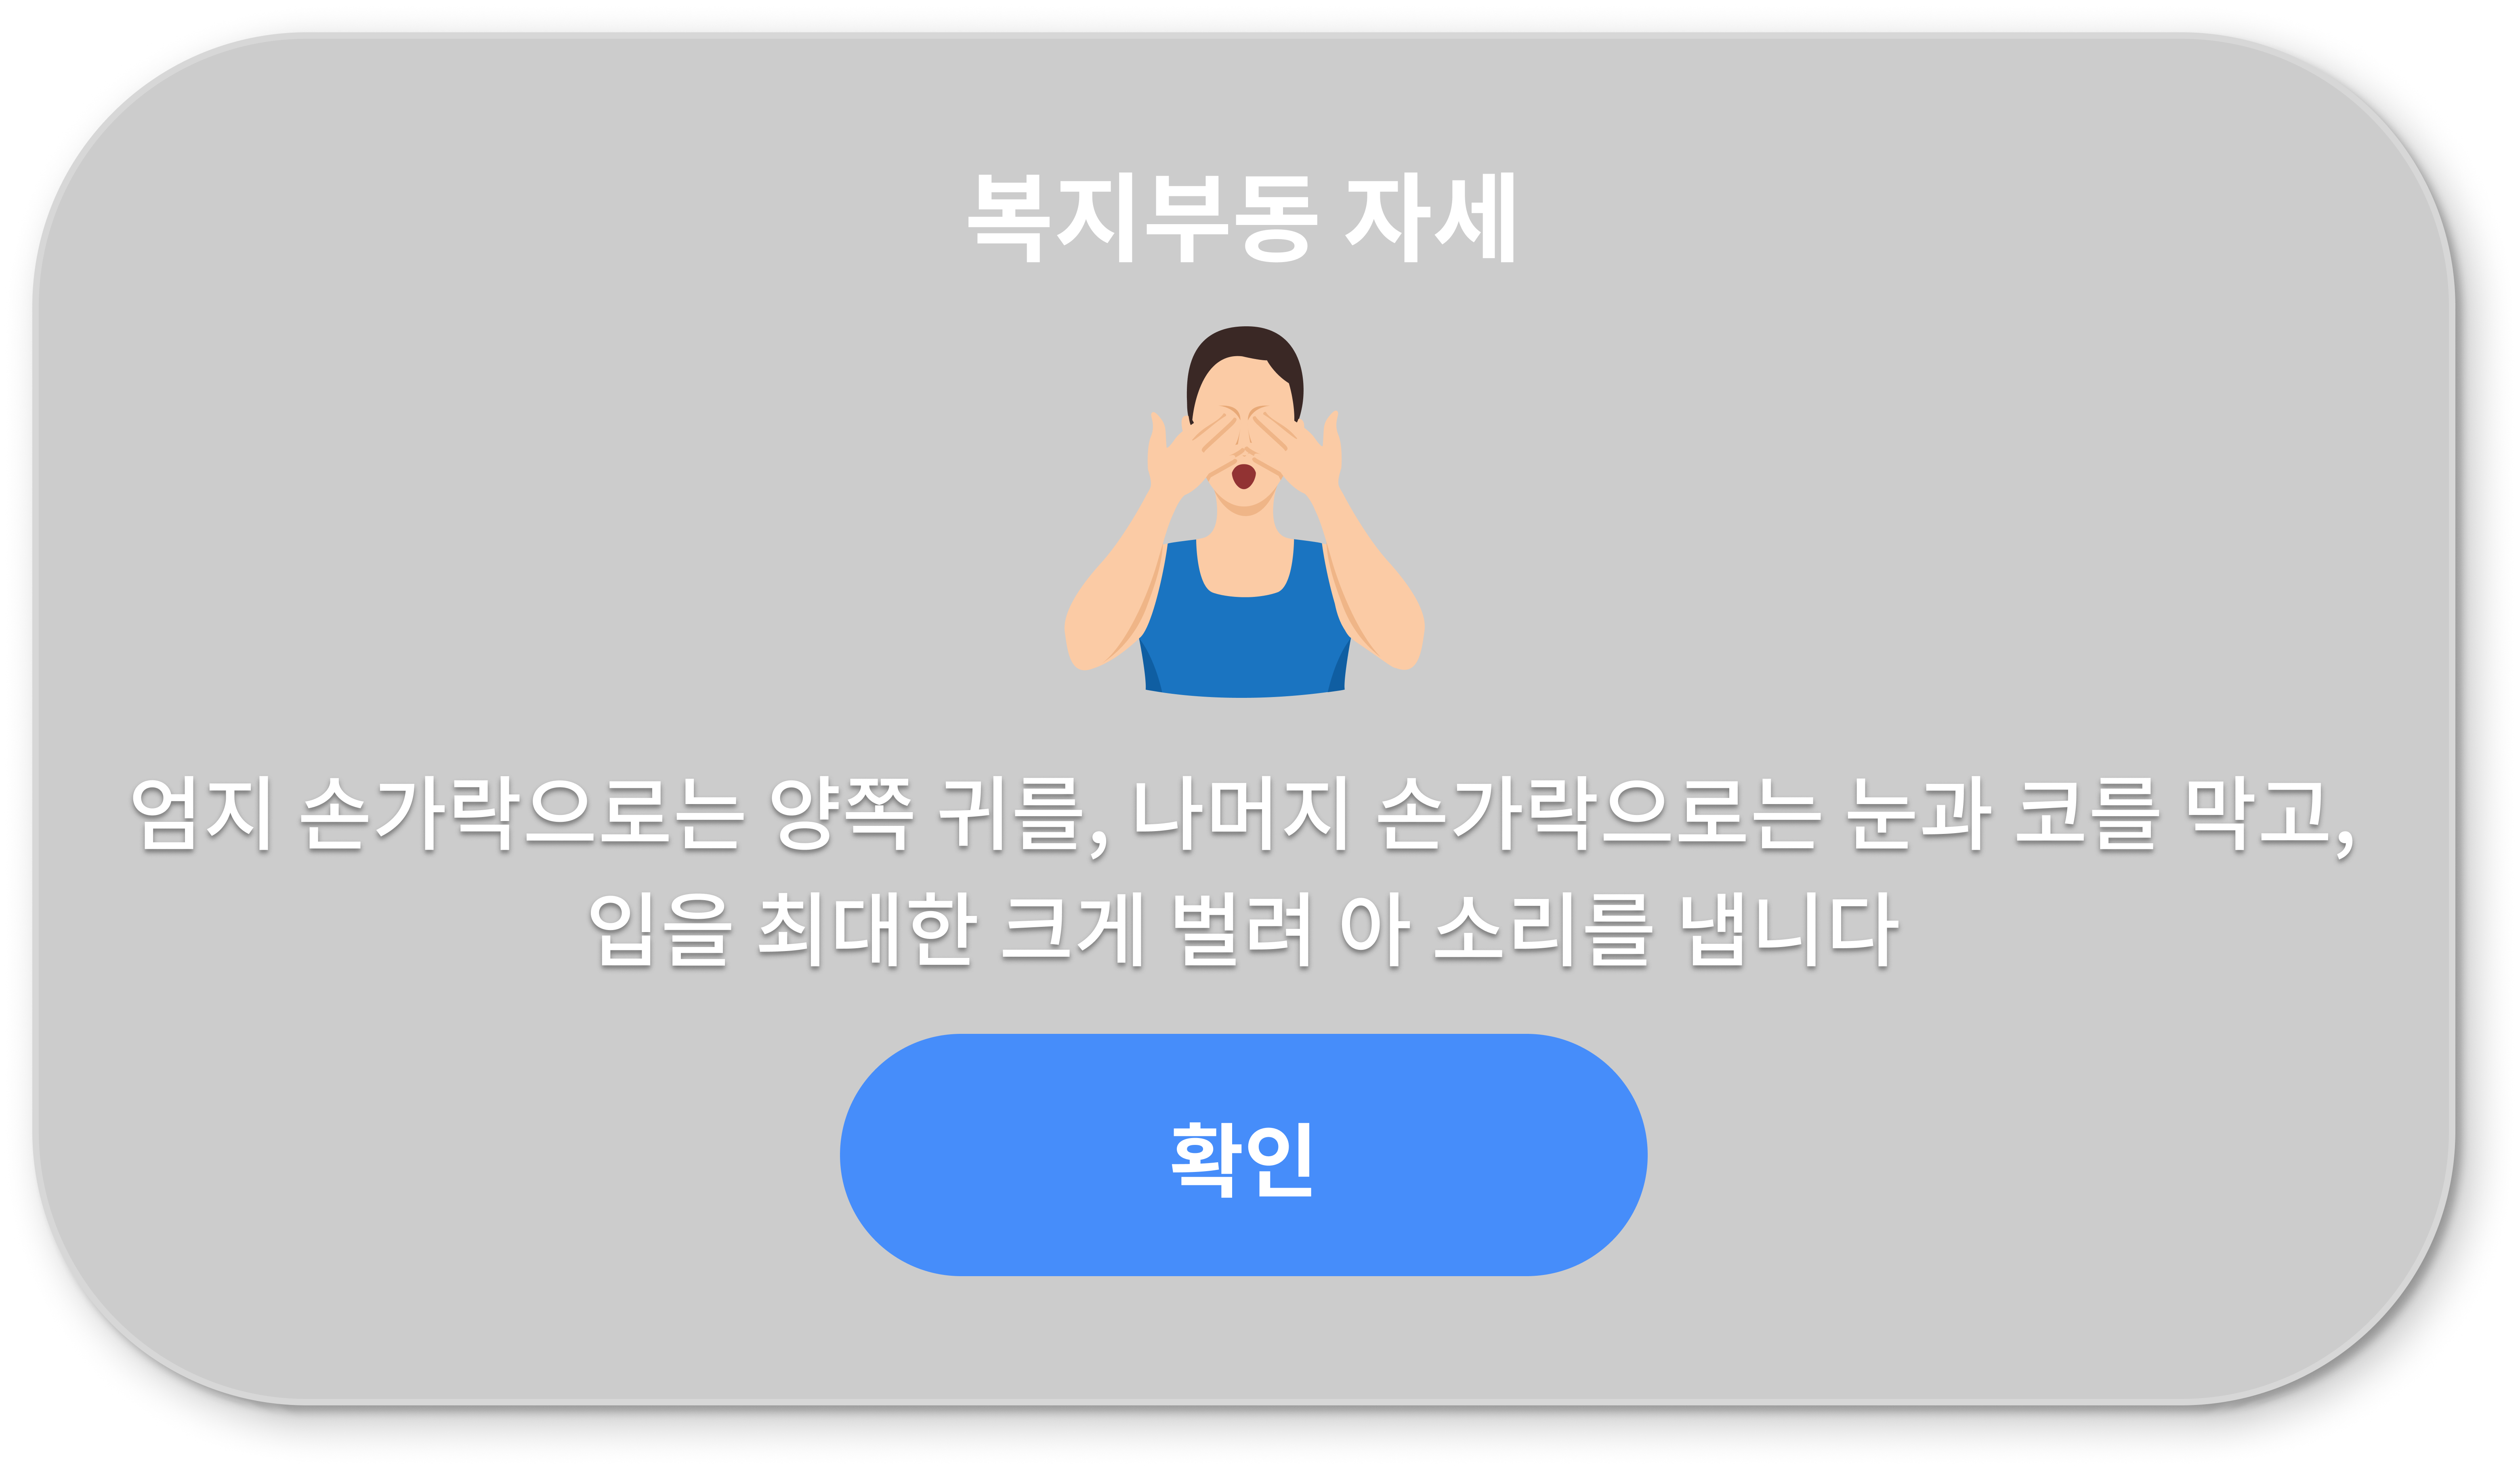 복지부동 자세
엄지 손가락으로는 양쪽 귀를, 나머지 손가락으로는 눈과 코를 막고,
입을 최대한 크게 벌려 아 소리를 냅니다
확인